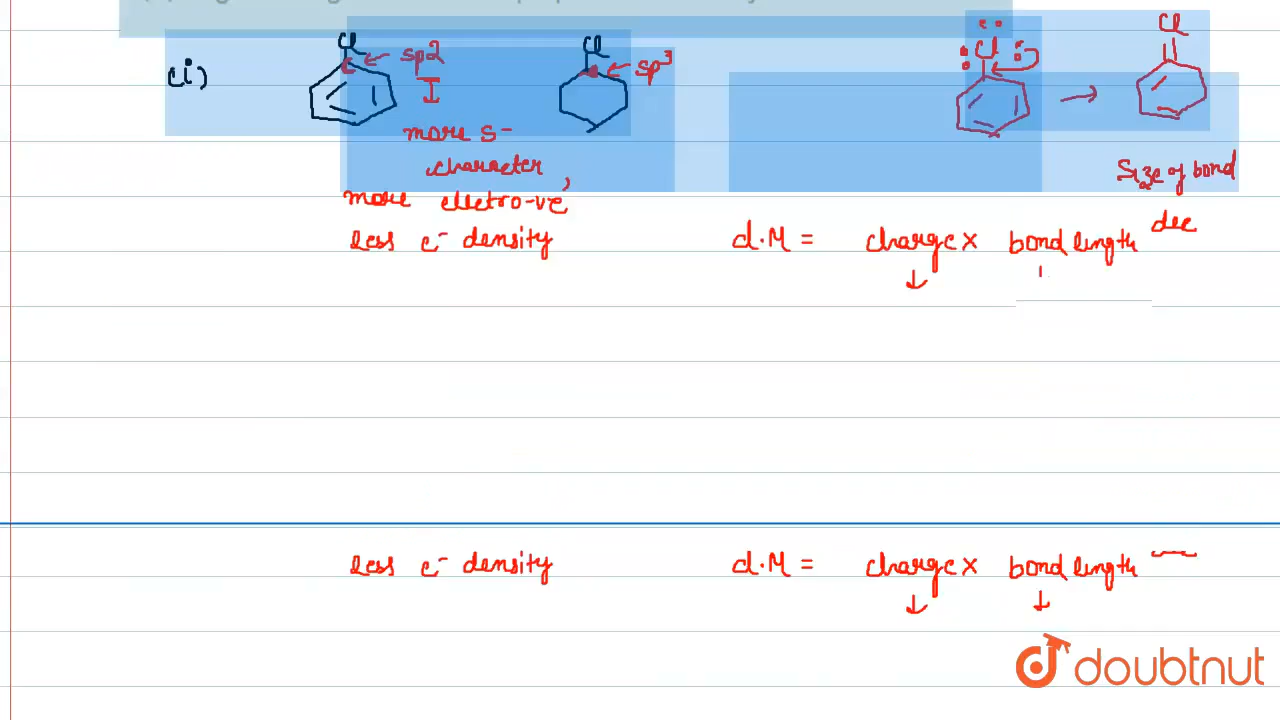 (i) Cl sp2 Cl sp3 Cl Cl
I
more s-
character
Size of bond
more electro-ve,
dec
less e- density d.M = charge x bond length
↓
less e- density d.M = charge x bond length
↓ ↓
doubtnut